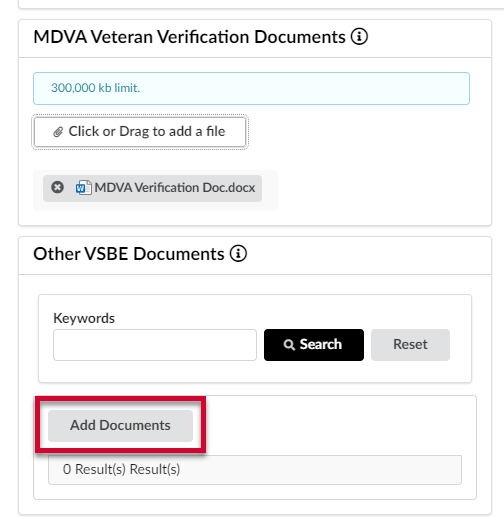 MDVA Veteran Verification Documents
300,000 kb limit.
Click or Drag to add a file
MDVA Verification Doc.docx
Other VSBE Documents
Keywords
Search Reset
Add Documents
0 Result(s) Result(s)